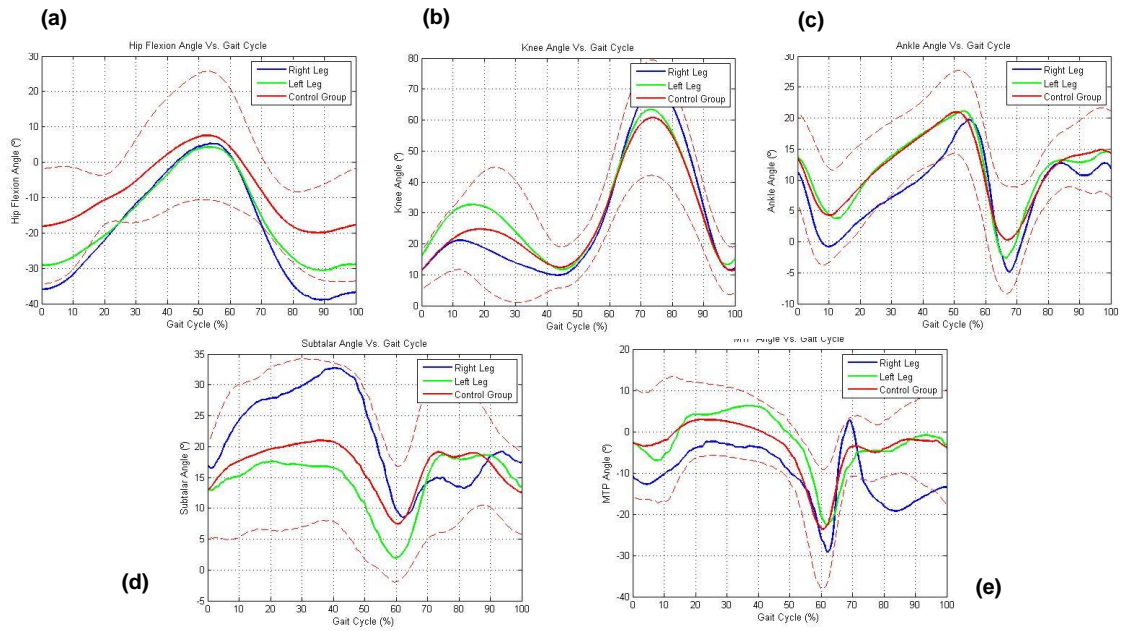 (a)
(b)
(c)
Hip Flexion Angle Vs. Gait Cycle
30
20
10
0
-10
-20
-30
-40
Hip Flexion Angle (º)
Right Leg
Left Leg
Control Group
0 10 20 30 40 50 60 70 80 90 100
Gait Cycle (%)
Knee Angle Vs. Gait Cycle
80
70
60
50
40
30
20
10
0
Knee Angle (º)
Right Leg
Left Leg
Control Group
0 10 20 30 40 50 60 70 80 90 100
Gait Cycle (%)
Ankle Angle Vs. Gait Cycle
30
25
20
15
10
5
0
-5
-10
Ankle Angle (º)
Right Leg
Left Leg
Control Group
0 10 20 30 40 50 60 70 80 90 100
Gait Cycle (%)
Subtalar Angle Vs. Gait Cycle
35
30
25
20
15
10
5
0
-5
Subtalar Angle (º)
Right Leg
Left Leg
Control Group
0 10 20 30 40 50 60 70 80 90 100
Gait Cycle (%)
(d)
MTP Angle Vs. Gait Cycle
20
10
0
-10
-20
-30
-40
MTP Angle (º)
Right Leg
Left Leg
Control Group
0 10 20 30 40 50 60 70 80 90 100
Gait Cycle (%)
(e)